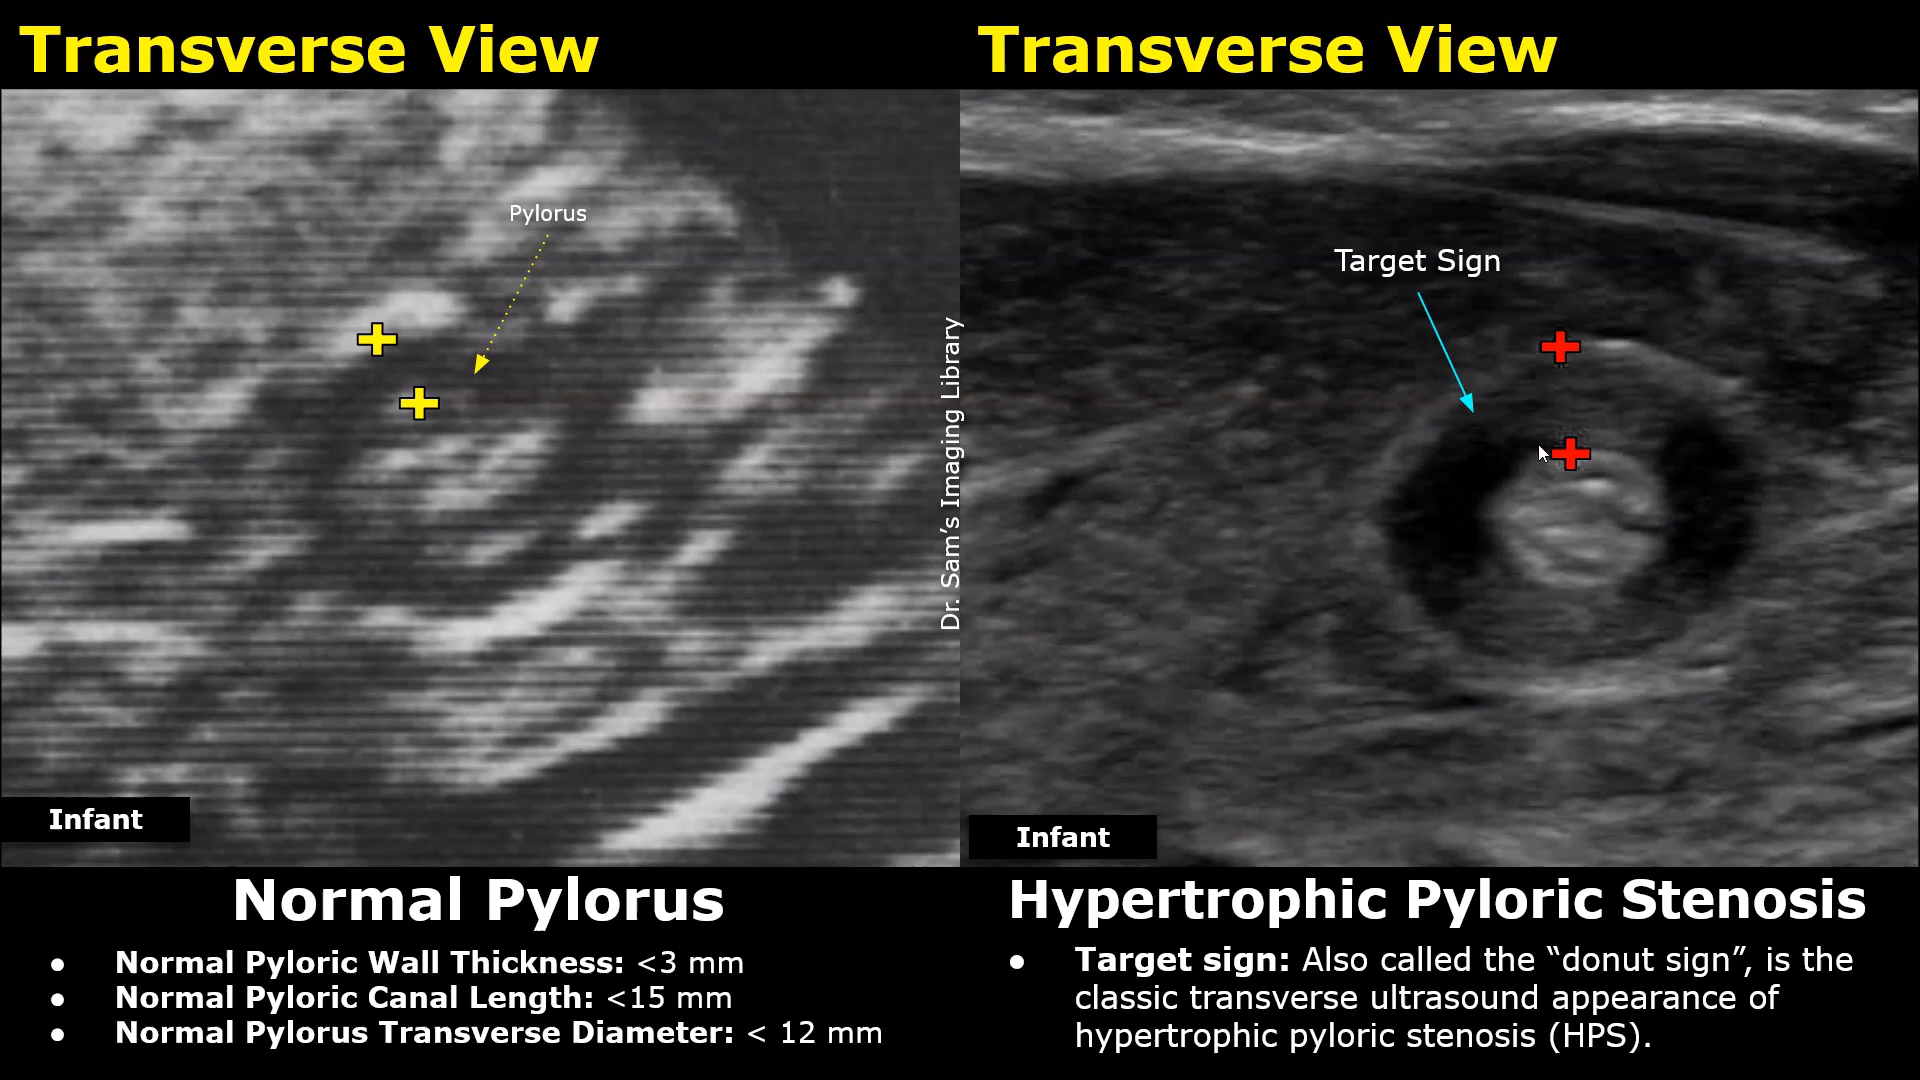 Transverse View
Pylorus
Infant
Normal Pylorus
● Normal Pyloric Wall Thickness: <3 mm
● Normal Pyloric Canal Length: <15 mm
● Normal Pylorus Transverse Diameter: < 12 mm
Dr. Sam’s Imaging Library
Transverse View
Target Sign
Infant
Hypertrophic Pyloric Stenosis
● Target sign: Also called the “donut sign”, is the
classic transverse ultrasound appearance of
hypertrophic pyloric stenosis (HPS).